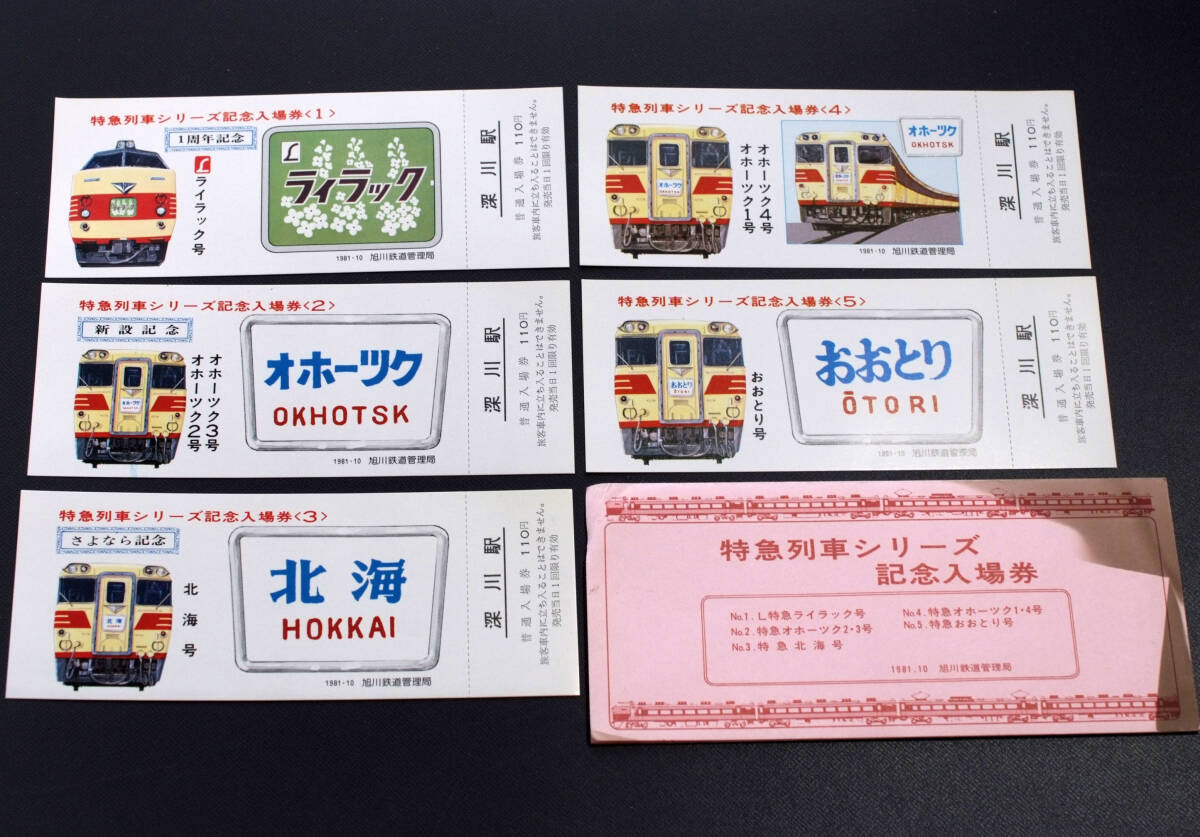 特急列車シリーズ記念入場券〈1〉
1周年記念
L
ライラック号
L
ライラック
1981・10 旭川鉄道管理局
深川駅
普通入場券 110円
旅客車内に立ち入ることはできません。
発売当日1回限り有効
特急列車シリーズ記念入場券〈2〉
新設記念
オホーツク3号
オホーツク2号
オホーツク
OKHOTSK
1981・10 旭川鉄道管理局
深川駅
普通入場券 110円
旅客車内に立ち入ることはできません。
発売当日1回限り有効
特急列車シリーズ記念入場券〈3〉
さよなら記念
北海
北海号
北海
HOKKAI
1981・10 旭川鉄道管理局
深川駅
普通入場券 110円
旅客車内に立ち入ることはできません。
発売当日1回限り有効
特急列車シリーズ記念入場券〈4〉
オホーツク
OKHOTSK
オホーツク4号
オホーツク1号
オホーツク
OKHOTSK
1981・10 旭川鉄道管理局
深川駅
普通入場券 110円
旅客車内に立ち入ることはできません。
発売当日1回限り有効
特急列車シリーズ記念入場券〈5〉
おおとり
ŌTORI
おおとり号
おおとり
ŌTORI
1981・10 旭川鉄道管理局
深川駅
普通入場券 110円
旅客車内に立ち入ることはできません。
発売当日1回限り有効
特急列車シリーズ
記念入場券
No.1.L特急ライラック号
No.2.特急オホーツク2・3号
No.3.特急北海号
No.4.特急オホーツク1・4号
No.5.特急おおとり号
1981.10 旭川鉄道管理局